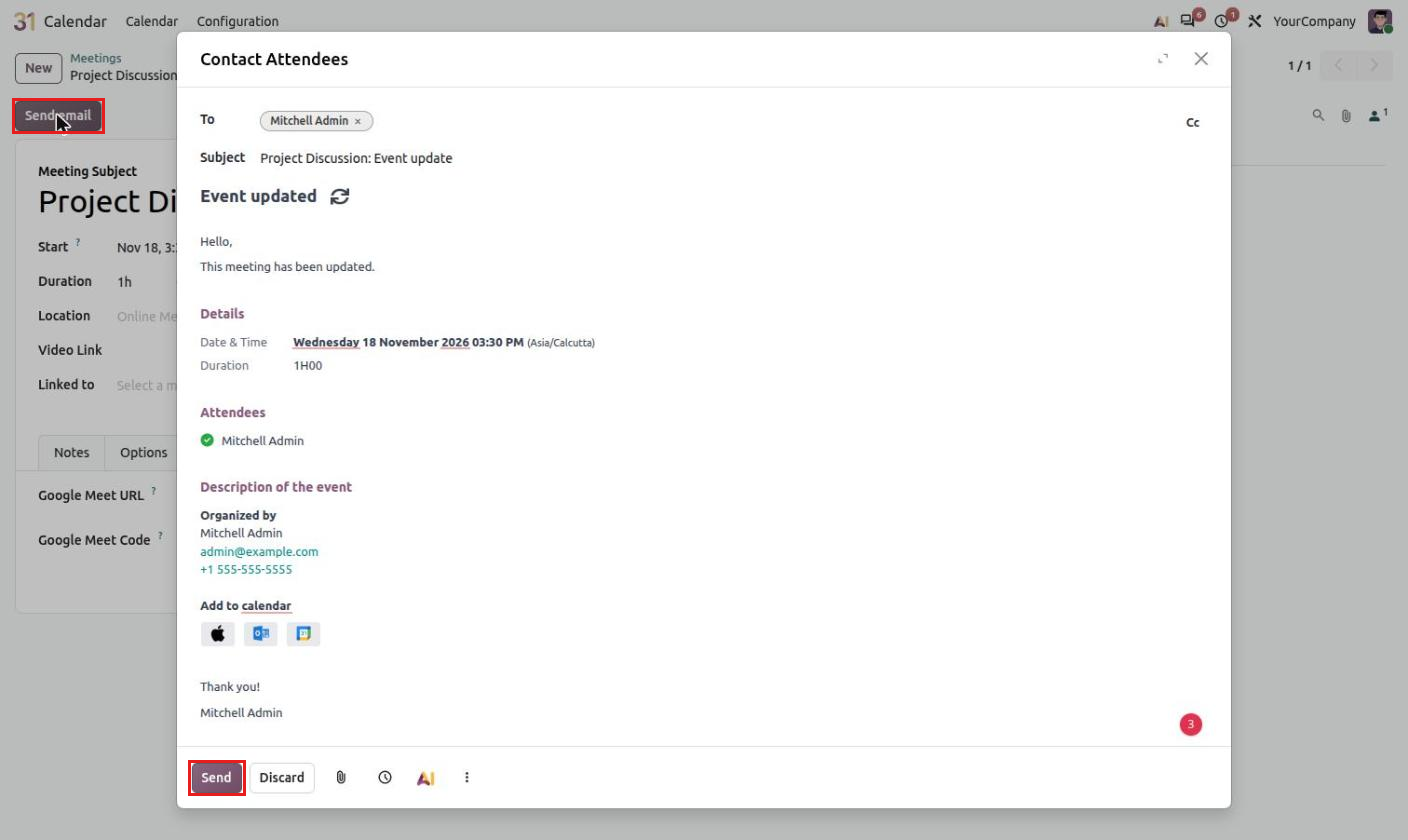 31 Calendar Calendar Configuration 6 1 YourCompany
New Meetings
Project Discussion
1 / 1
Send email
1
Meeting Subject
Project Di
Start ?
Nov 18, 3:
Duration 1h
Location Online Me
Video Link
Linked to Select a m
Notes Options
Google Meet URL ?
Google Meet Code ?
Contact Attendees
To Mitchell Admin × Cc
Subject Project Discussion: Event update
Event updated
Hello,
This meeting has been updated.
Details
Date & Time Wednesday 18 November 2026 03:30 PM (Asia/Calcutta)
Duration 1H00
Attendees
Mitchell Admin
Description of the event
Organized by
Mitchell Admin
admin@example.com
+1 555-555-5555
Add to calendar
Thank you!
Mitchell Admin
3
Send Discard AI